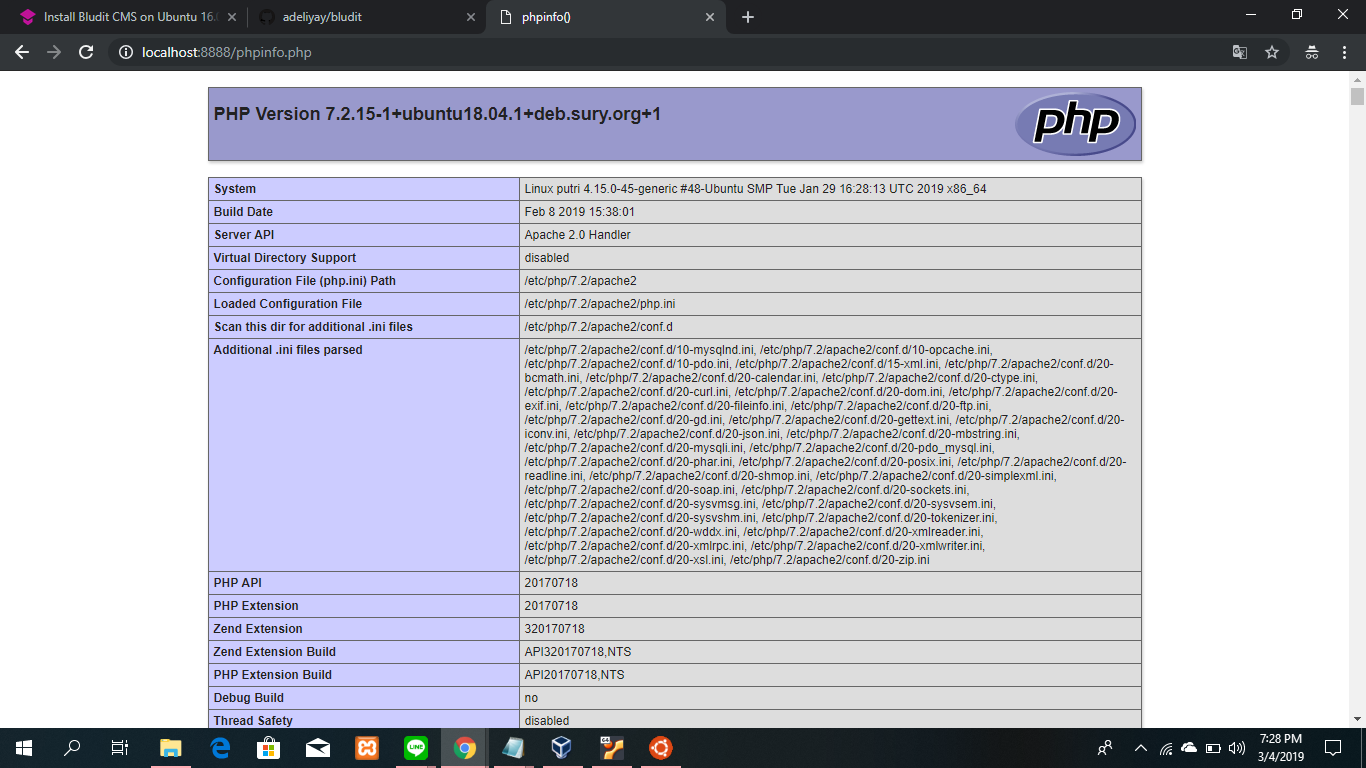 Install Bludit CMS on Ubuntu 16.0
adeliyay/bludit
phpinfo()
localhost:8888/phpinfo.php
PHP Version 7.2.15-1+ubuntu18.04.1+deb.sury.org+1
php
System Linux putri 4.15.0-45-generic #48-Ubuntu SMP Tue Jan 29 16:28:13 UTC 2019 x86_64
Build Date Feb 8 2019 15:38:01
Server API Apache 2.0 Handler
Virtual Directory Support disabled
Configuration File (php.ini) Path /etc/php/7.2/apache2
Loaded Configuration File /etc/php/7.2/apache2/php.ini
Scan this dir for additional .ini files /etc/php/7.2/apache2/conf.d
Additional .ini files parsed /etc/php/7.2/apache2/conf.d/10-mysqlnd.ini, /etc/php/7.2/apache2/conf.d/10-opcache.ini,
/etc/php/7.2/apache2/conf.d/10-pdo.ini, /etc/php/7.2/apache2/conf.d/15-xml.ini, /etc/php/7.2/apache2/conf.d/20-
bcmath.ini, /etc/php/7.2/apache2/conf.d/20-calendar.ini, /etc/php/7.2/apache2/conf.d/20-ctype.ini,
/etc/php/7.2/apache2/conf.d/20-curl.ini, /etc/php/7.2/apache2/conf.d/20-dom.ini, /etc/php/7.2/apache2/conf.d/20-
exif.ini, /etc/php/7.2/apache2/conf.d/20-fileinfo.ini, /etc/php/7.2/apache2/conf.d/20-ftp.ini,
/etc/php/7.2/apache2/conf.d/20-gd.ini, /etc/php/7.2/apache2/conf.d/20-gettext.ini, /etc/php/7.2/apache2/conf.d/20-
iconv.ini, /etc/php/7.2/apache2/conf.d/20-json.ini, /etc/php/7.2/apache2/conf.d/20-mbstring.ini,
/etc/php/7.2/apache2/conf.d/20-mysqli.ini, /etc/php/7.2/apache2/conf.d/20-pdo_mysql.ini,
/etc/php/7.2/apache2/conf.d/20-phar.ini, /etc/php/7.2/apache2/conf.d/20-posix.ini, /etc/php/7.2/apache2/conf.d/20-
readline.ini, /etc/php/7.2/apache2/conf.d/20-shmop.ini, /etc/php/7.2/apache2/conf.d/20-simplexml.ini,
/etc/php/7.2/apache2/conf.d/20-soap.ini, /etc/php/7.2/apache2/conf.d/20-sockets.ini,
/etc/php/7.2/apache2/conf.d/20-sysvmsg.ini, /etc/php/7.2/apache2/conf.d/20-sysvsem.ini,
/etc/php/7.2/apache2/conf.d/20-sysvshm.ini, /etc/php/7.2/apache2/conf.d/20-tokenizer.ini,
/etc/php/7.2/apache2/conf.d/20-wddx.ini, /etc/php/7.2/apache2/conf.d/20-xmlreader.ini,
/etc/php/7.2/apache2/conf.d/20-xmlrpc.ini, /etc/php/7.2/apache2/conf.d/20-xmlwriter.ini,
/etc/php/7.2/apache2/conf.d/20-xsl.ini, /etc/php/7.2/apache2/conf.d/20-zip.ini
PHP API 20170718
PHP Extension 20170718
Zend Extension 320170718
Zend Extension Build API320170718,NTS
PHP Extension Build API20170718,NTS
Debug Build no
Thread Safety disabled
LINE
64
7:28 PM
3/4/2019